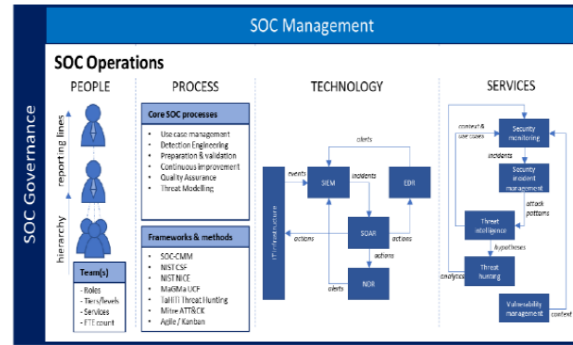 SOC Management
SOC Governance
SOC Operations
PEOPLE
reporting lines
hierarchy
Team(s)
- Roles
- Tiers/levels
- Services
- FTE count
PROCESS
Core SOC processes
• Use case management
• Detection Engineering
• Preparation & validation
• Continuous improvement
• Quality Assurance
• Threat Modelling
Frameworks & methods
• SOC-CMM
• NIST CSF
• NIST NICE
• MaGMa UCF
• TaHiTI Threat Hunting
• Mitre ATT&CK
• Agile / Kanban
TECHNOLOGY
IT infrastructure
events
alerts
SIEM
incidents
EDR
SOAR
actions
actions
actions
alerts
NDR
SERVICES
context &
use cases
Security
monitoring
incidents
Security
incident
management
attack
patterns
Threat
intelligence
hypotheses
analytics
Threat
hunting
Vulnerability
management
context